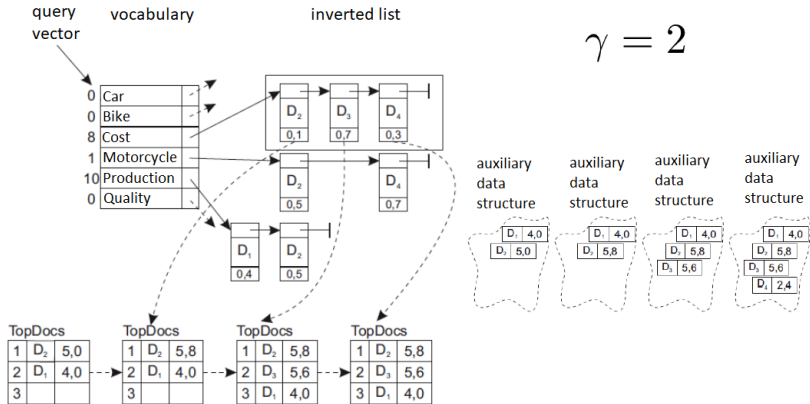 query
vector
vocabulary
inverted list
γ = 2
0 Car
0 Bike
8 Cost
1 Motorcycle
10 Production
0 Quality
D₂ D₃ D₄
0,1 0,7 0,3
D₂ D₄
0,5 0,7
D₁ D₂
0,4 0,5
auxiliary
data
structure
D₁ 4,0
D₂ 5,0
auxiliary
data
structure
D₁ 4,0
D₂ 5,8
auxiliary
data
structure
D₁ 4,0
D₂ 5,8
D₃ 5,6
auxiliary
data
structure
D₁ 4,0
D₂ 5,8
D₃ 5,6
D₄ 2,4
TopDocs
1 D₂ 5,0
2 D₁ 4,0
3
TopDocs
1 D₂ 5,8
2 D₁ 4,0
3
TopDocs
1 D₂ 5,8
2 D₃ 5,6
3 D₁ 4,0
TopDocs
1 D₂ 5,8
2 D₃ 5,6
3 D₁ 4,0